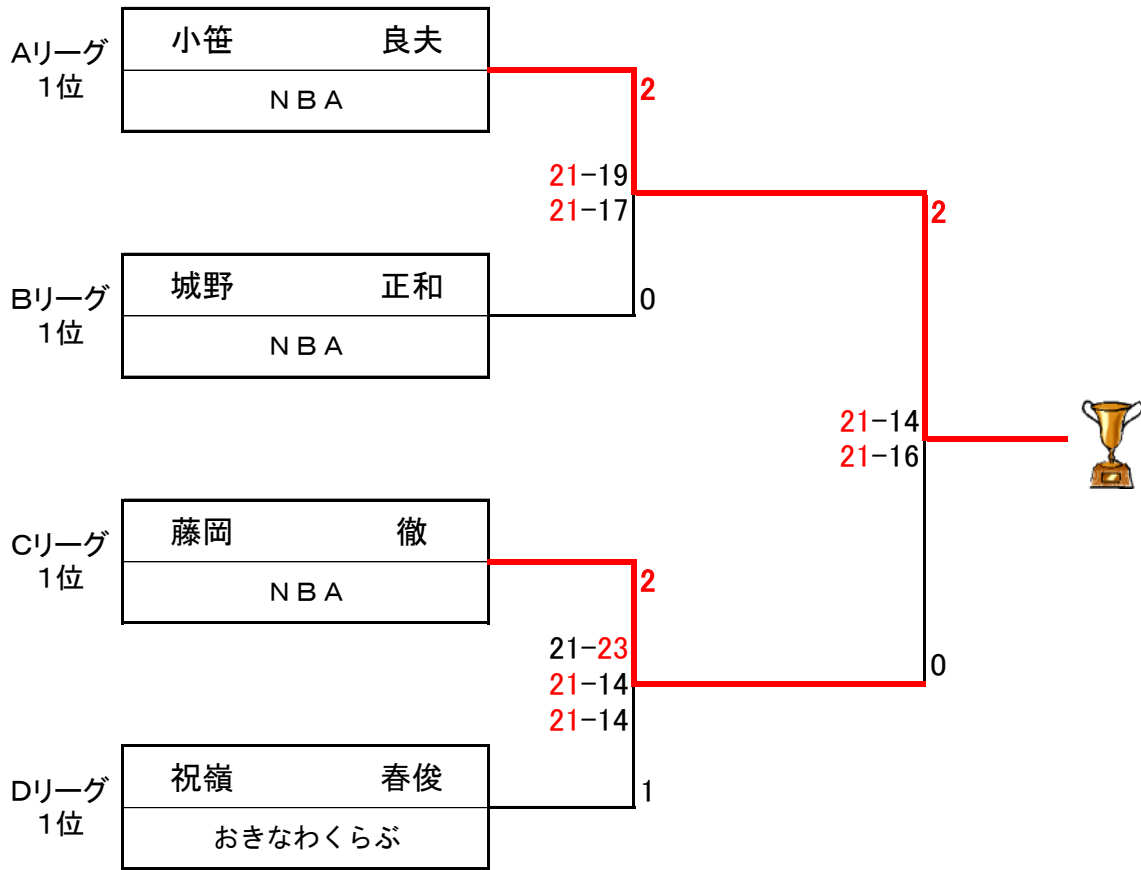 Aリーグ
1位
小笹 良夫
NBA
2
21-19
21-17
2
Bリーグ
1位
城野 正和
NBA
0
21-14
21-16
Cリーグ
1位
藤岡 徹
NBA
2
21-23
21-14
21-14
0
Dリーグ
1位
祝嶺 春俊
おきなわくらぶ
1